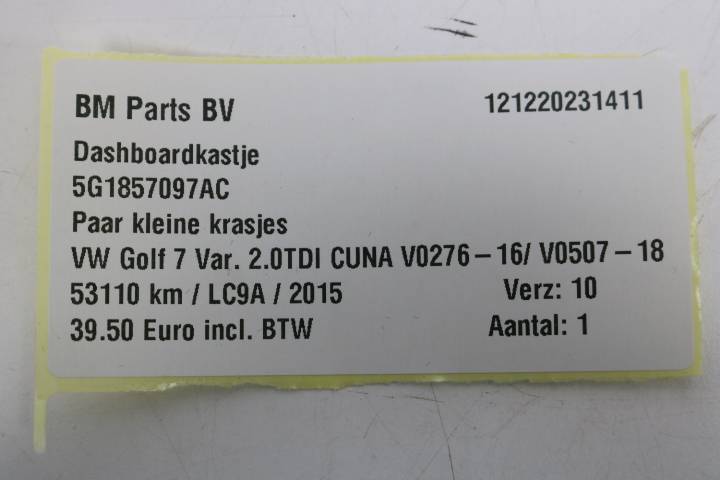 BM Parts BV 121220231411
Dashboardkastje
5G1857097AC
Paar kleine krasjes
VW Golf 7 Var. 2.0TDI CUNA V0276-16/ V0507-18
53110 km / LC9A / 2015 Verz: 10
39.50 Euro incl. BTW Aantal: 1